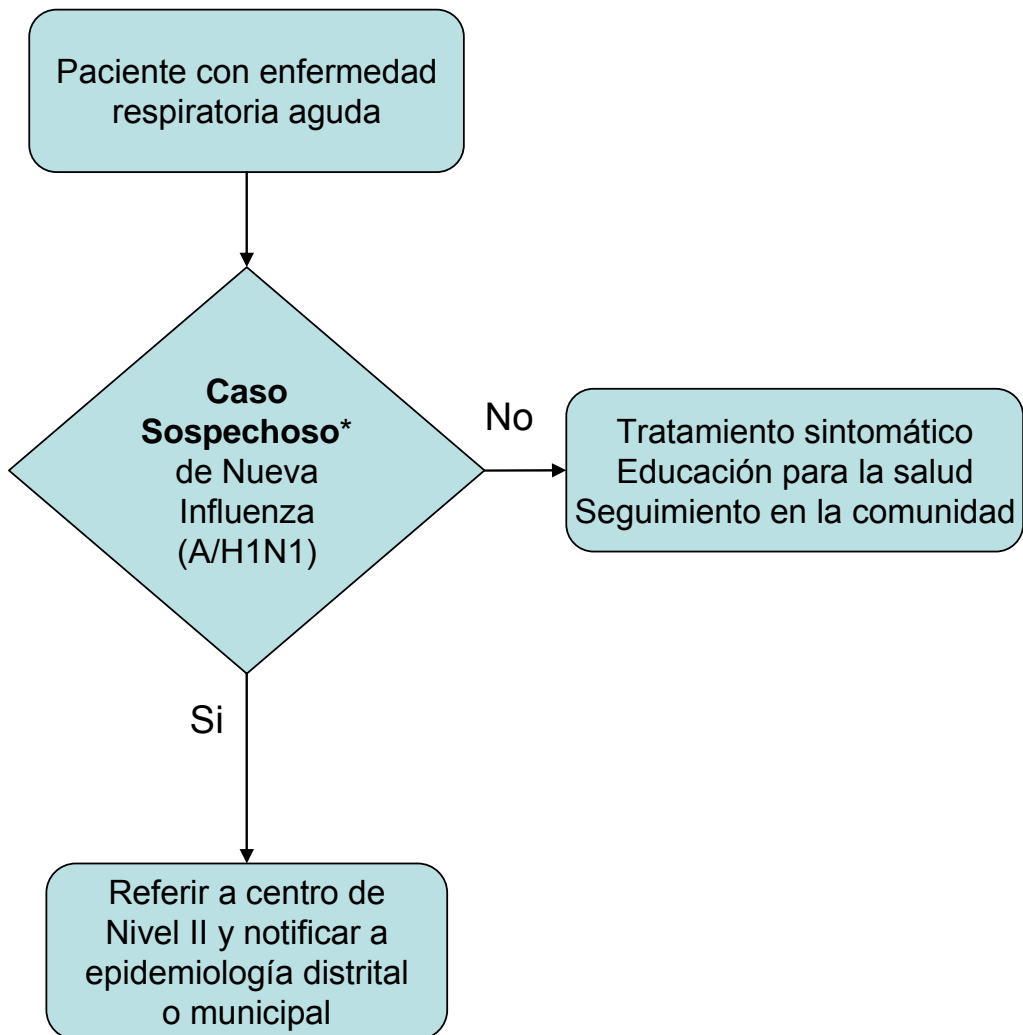 Paciente con enfermedad
respiratoria aguda
Caso
Sospechoso*
de Nueva
Influenza
(A/H1N1)
No
Tratamiento sintomático
Educación para la salud
Seguimiento en la comunidad
Si
Referir a centro de
Nivel II y notificar a
epidemiología distrital
o municipal